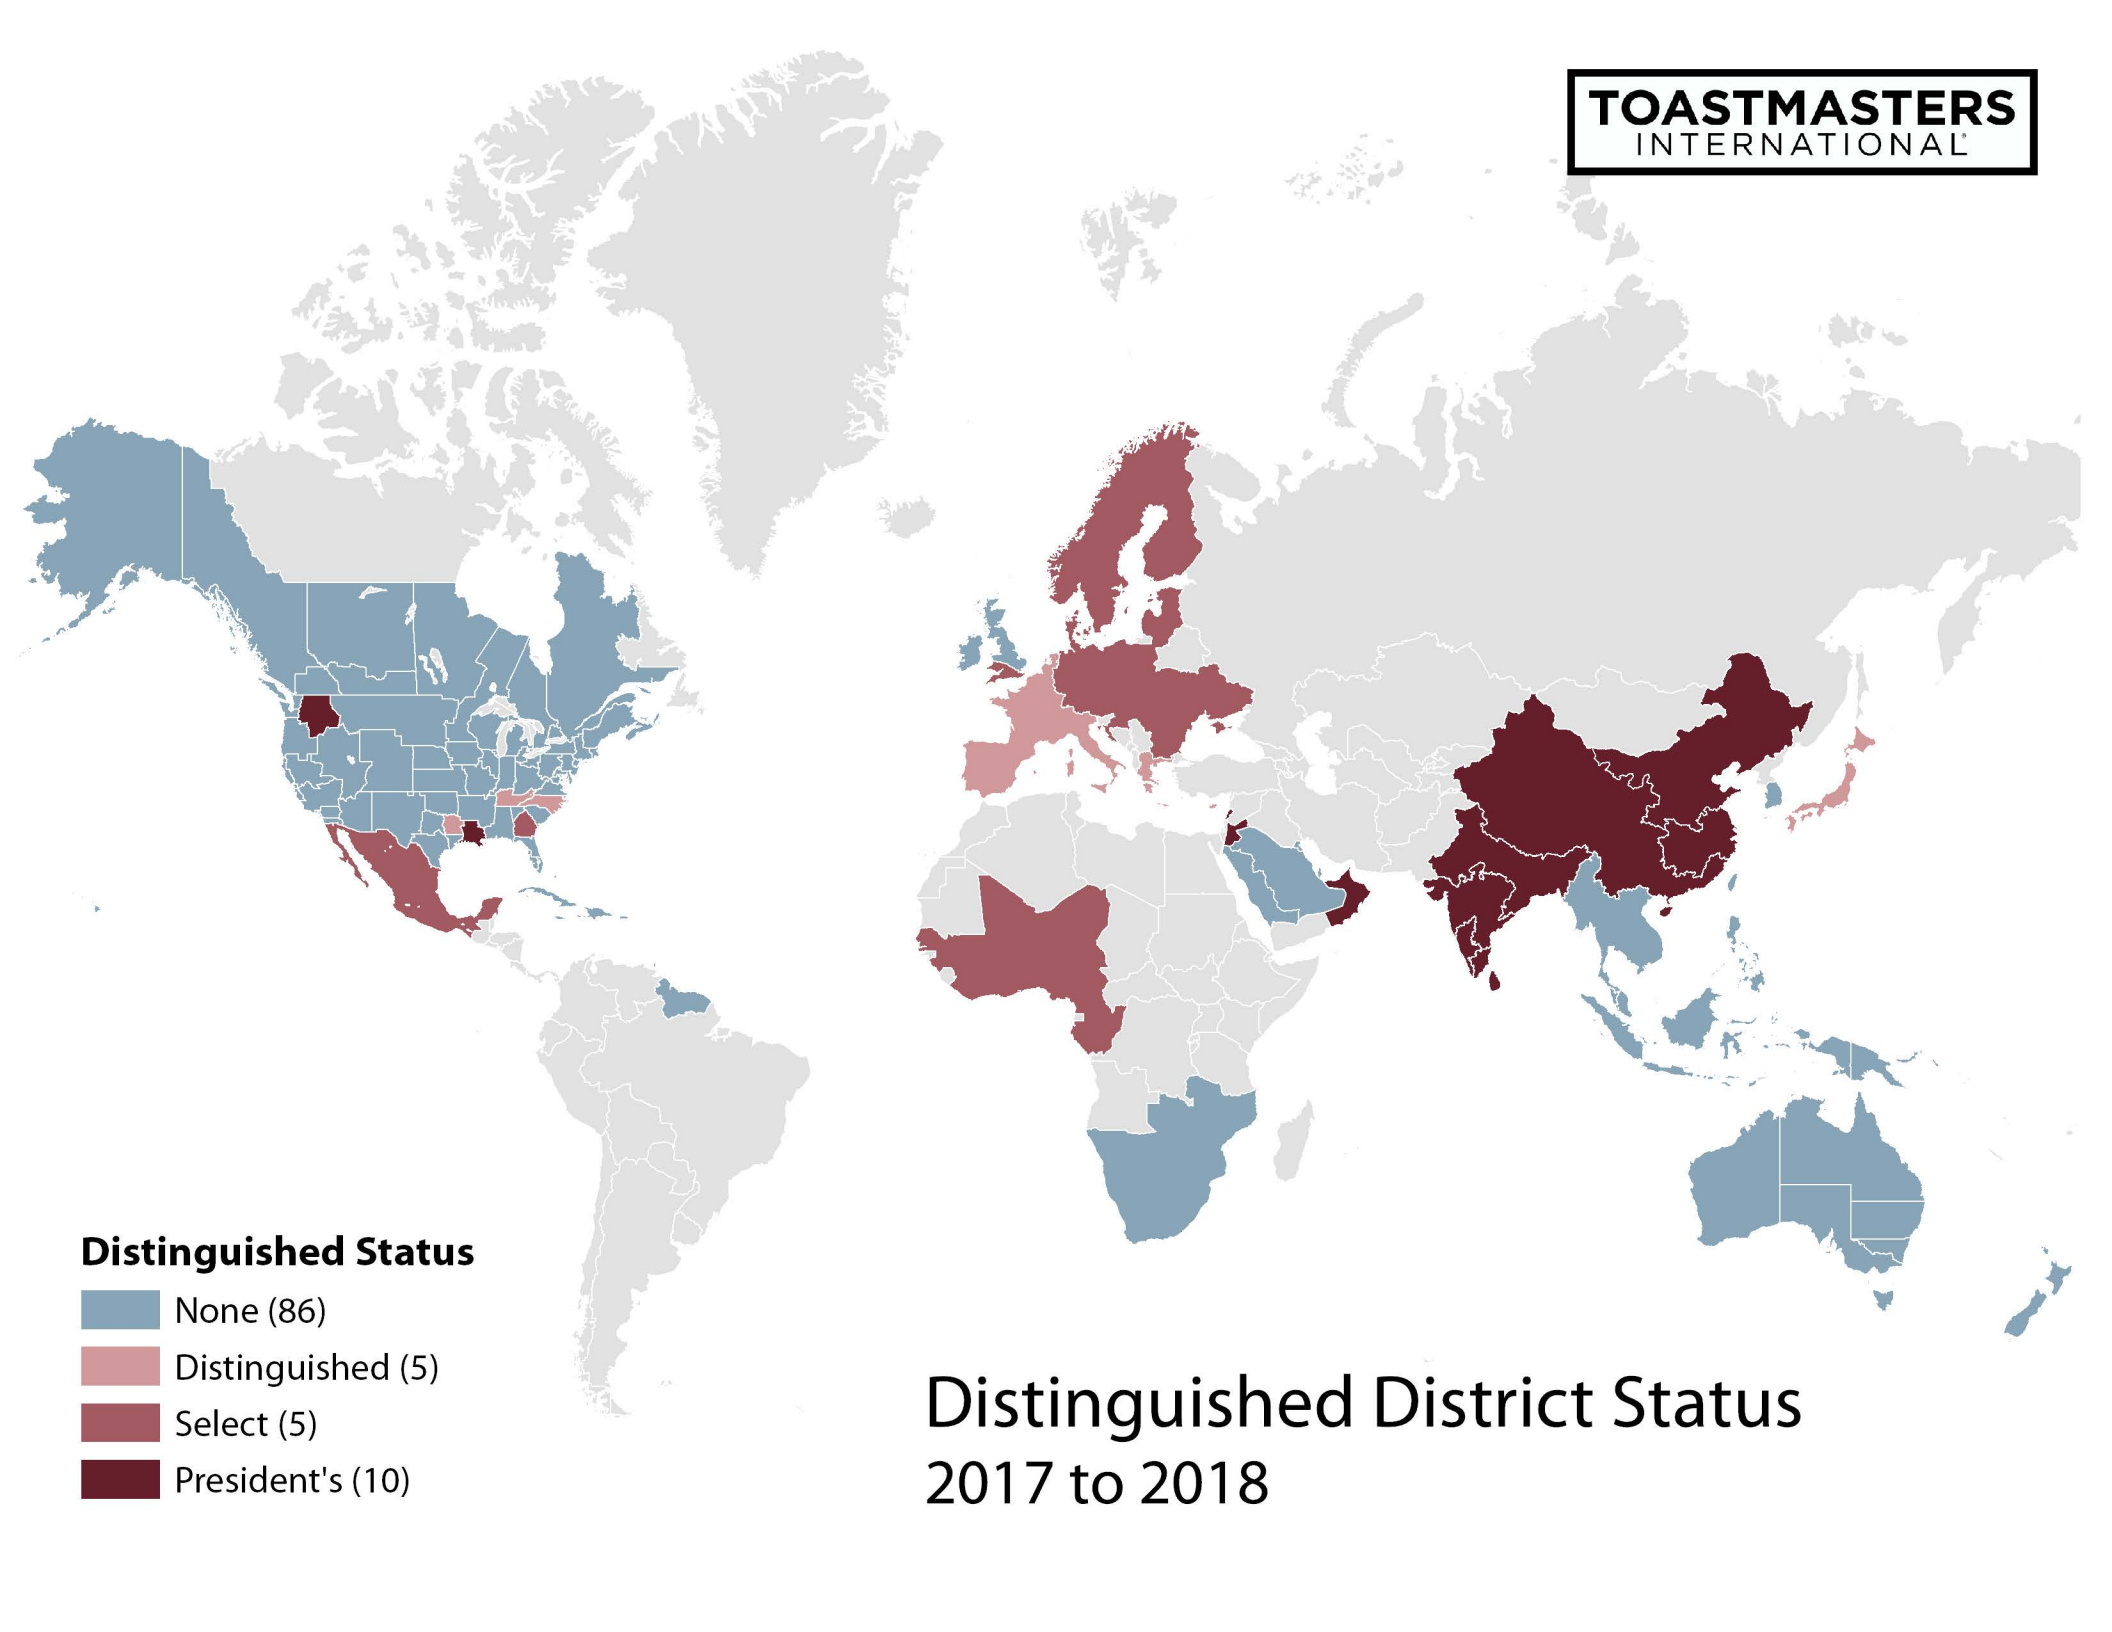 TOASTMASTERS
INTERNATIONAL®
Distinguished Status
None (86)
Distinguished (5)
Select (5)
President's (10)
Distinguished District Status
2017 to 2018